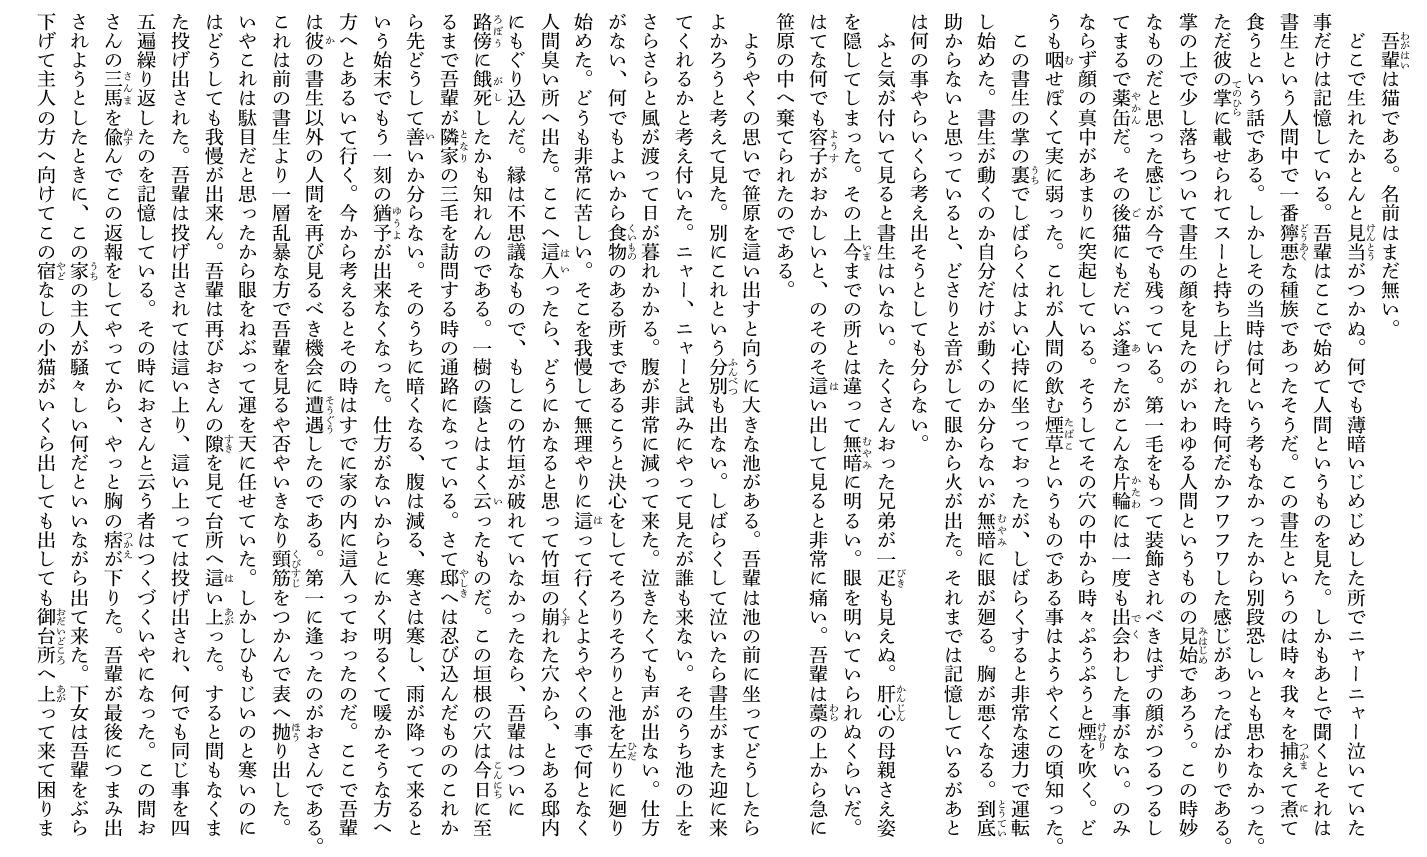 吾輩は猫である。名前はまだ無い。
どこで生れたかとんと見当がつかぬ。何でも薄暗いじめじめした所でニャーニャー泣いていた
事だけは記憶している。吾輩はここで始めて人間というものを見た。しかもあとで聞くとそれは
書生という人間中で一番獰悪な種族であったそうだ。この書生というのは時々我々を捕えて煮て
食うという話である。しかしその当時は何という考もなかったから別段恐しいとも思わなかった。
ただ彼の掌に載せられてスーと持ち上げられた時何だかフワフワした感じがあったばかりである。
掌の上で少し落ちついて書生の顔を見たのがいわゆる人間というものの見始であろう。この時妙
なものだと思った感じが今でも残っている。第一毛をもって装飾されべきはずの顔がつるつるし
てまるで薬缶だ。その後猫にもだいぶ逢ったがこんな片輪には一度も出会わした事がない。のみ
ならず顔の真中があまりに突起している。そうしてその穴の中から時々ぷうぷうと煙を吹く。ど
うも咽せぽくて実に弱った。これが人間の飲む煙草というものである事はようやくこの頃知った。
この書生の掌の裏でしばらくはよい心持に坐っておったが、しばらくすると非常な速力で運転
し始めた。書生が動くのか自分だけが動くのか分らないが無暗に眼が廻る。胸が悪くなる。到底
助からないと思っていると、どさりと音がして眼から火が出た。それまでは記憶しているがあと
は何の事やらいくら考え出そうとしても分らない。
ふと気が付いて見ると書生はいない。たくさんおった兄弟が一疋も見えぬ。肝心の母親さえ姿
を隠してしまった。その上今までの所とは違って無暗に明るい。眼を明いていられぬくらいだ。
はてな何でも容子がおかしいと、のそのそ這い出して見ると非常に痛い。吾輩は藁の上から急に
笹原の中へ棄てられたのである。
ようやくの思いで笹原を這い出すと向うに大きな池がある。吾輩は池の前に坐ってどうしたら
よかろうと考えて見た。別にこれという分別も出ない。しばらくして泣いたら書生がまた迎に来
てくれるかと考え付いた。ニャー、ニャーと試みにやって見たが誰も来ない。そのうち池の上を
さらさらと風が渡って日が暮れかかる。腹が非常に減って来た。泣きたくても声が出ない。仕方
がない、何でもよいから食物のある所まであるこうと決心をしてそろりそろりと池を左りに廻り
始めた。どうも非常に苦しい。そこを我慢して無理やりに這って行くとようやくの事で何となく
人間臭い所へ出た。ここへ這入ったら、どうにかなると思って竹垣の崩れた穴から、とある邸内
にもぐり込んだ。縁は不思議なもので、もしこの竹垣が破れていなかったなら、吾輩はついに
路傍に餓死したかも知れんのである。一樹の蔭とはよく云ったものだ。この垣根の穴は今日に至
るまで吾輩が隣家の三毛を訪問する時の通路になっている。さて邸へは忍び込んだもののこれか
ら先どうして善いか分らない。そのうちに暗くなる、腹は減る、寒さは寒し、雨が降って来ると
いう始末でもう一刻の猶予が出来なくなった。仕方がないからとにかく明るくて暖かそうな方へ
方へとあるいて行く。今から考えるとその時はすでに家の内に這入っておったのだ。ここで吾輩
は彼の書生以外の人間を再び見るべき機会に遭遇したのである。第一に逢ったのがおさんである。
これは前の書生より一層乱暴な方で吾輩を見るや否やいきなり頸筋をつかんで表へ抛り出した。
いやこれは駄目だと思ったから眼をねぶって運を天に任せていた。しかしひもじいのと寒いのに
はどうしても我慢が出来ん。吾輩は再びおさんの隙を見て台所へ這い上った。すると間もなくま
た投げ出された。吾輩は投げ出されては這い上り、這い上っては投げ出され、何でも同じ事を四
五遍繰り返したのを記憶している。その時におさんと云う者はつくづくいやになった。この間お
さんの三馬を偸んでこの返報をしてやってから、やっと胸の痞が下りた。吾輩が最後につまみ出
されようとしたときに、この家の主人が騒々しい何だといいながら出て来た。下女は吾輩をぶら
下げて主人の方へ向けてこの宿なしの小猫がいくら出しても出しても御台所へ上って来て困りま